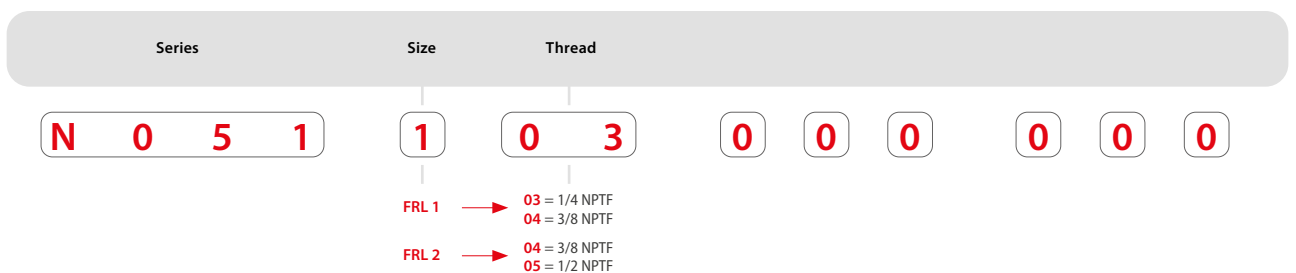 Series Size Thread
N 0 5 1 1 0 3 0 0 0 0 0 0
FRL 1 03 = 1/4 NPTF
04 = 3/8 NPTF
FRL 2 04 = 3/8 NPTF
05 = 1/2 NPTF